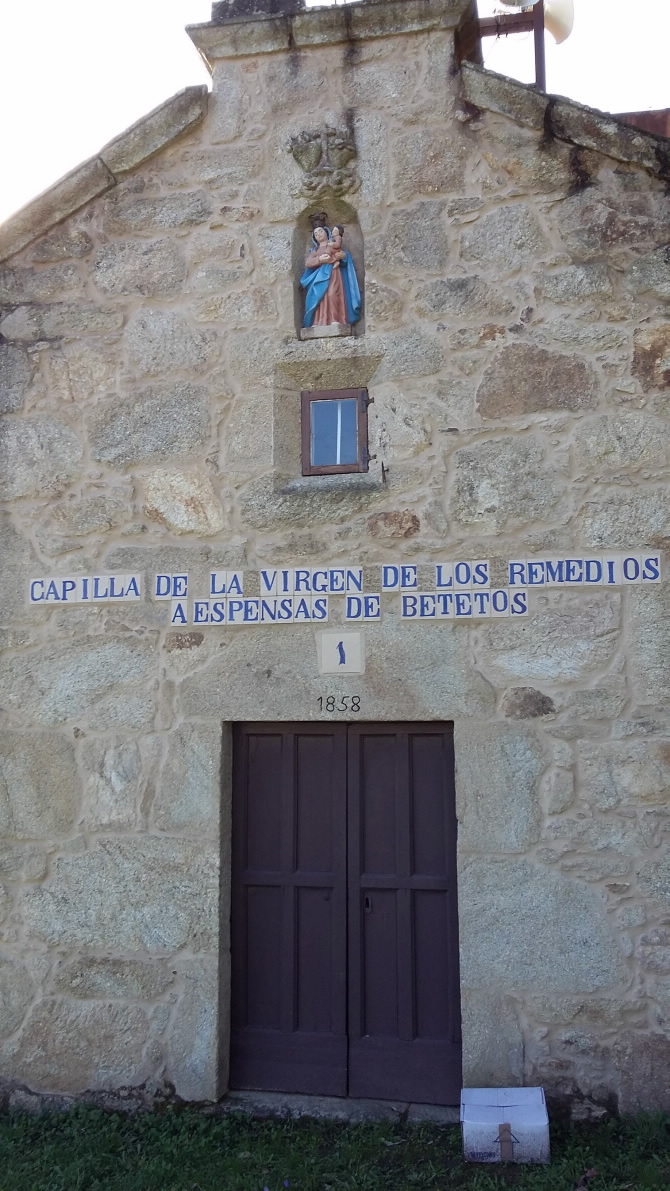 CAPILLA DE LA VIRGEN DE LOS REMEDIOS
A ESPENSAS DE BETETOS
1
1858